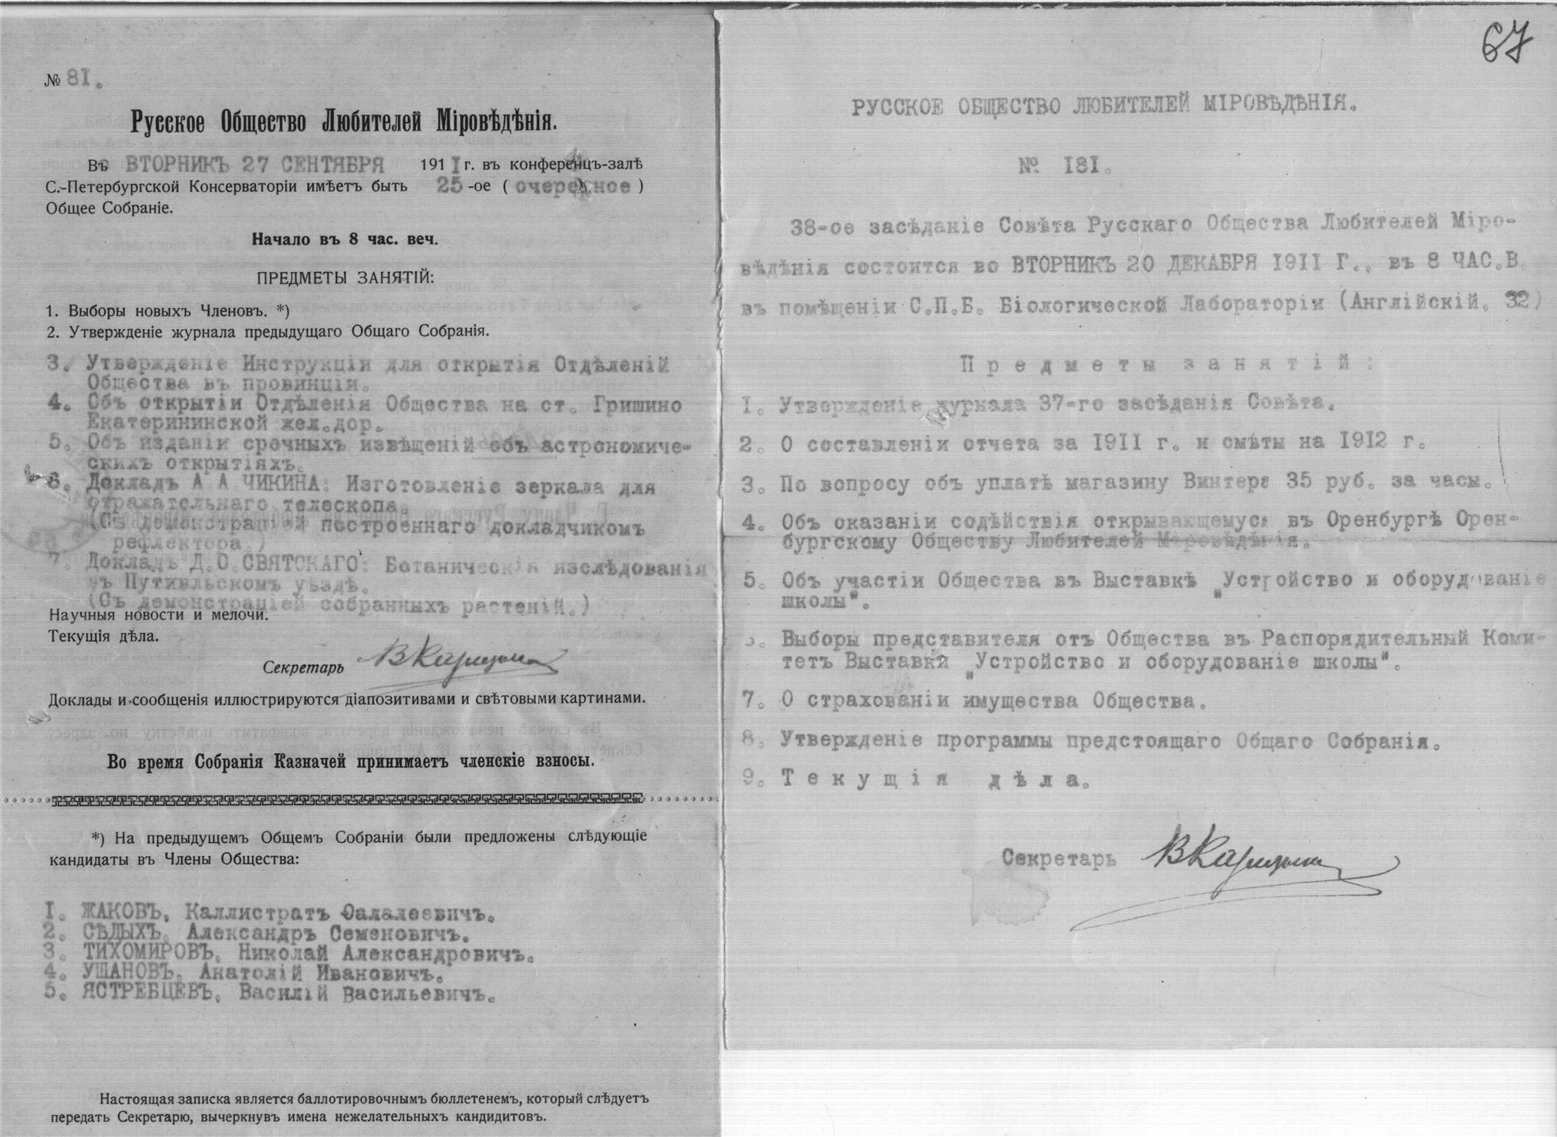 № 81.
Русское Общество Любителей Міровѣдѣнія.
Въ ВТОРНИКЪ 27 СЕНТЯБРЯ 1911 г. въ конференцъ-залѣ
С.-Петербургской Консерваторіи имѣетъ быть 25-ое (очередное)
Общее Собраніе.
Начало въ 8 час. веч.
ПРЕДМЕТЫ ЗАНЯТІЙ:
1. Выборы новыхъ Членовъ. *)
2. Утвержденіе журнала предыдущаго Общаго Собранія.
3. Утвержденіе Инструкціи для открытія Отдѣленій
Общества въ провинціи.
4. Объ открытіи Отдѣленія Общества на ст. Гришино
Екатерининской жел.дор.
5. Объ изданіи срочныхъ извѣщеній объ астрономиче-
скихъ открытіяхъ.
6. Докладъ А А ЧИКИНА: Изготовленіе зеркала для
отражательнаго телескопа.
(Съ демонстраціей построеннаго докладчикомъ
рефлектора.)
7. Докладъ Д.О.СВЯТСКАГО: Ботаническія изслѣдованія
въ Путивльскомъ уѣздѣ.
(Съ демонстраціей собранныхъ растеній.)
Научныя новости и мелочи.
Текущія дѣла.
Секретарь
Доклады и сообщенія иллюстрируются діапозитивами и свѣтовыми картинами.
Во время Собранія Казначей принимаетъ членскіе взносы.
*) На предыдущемъ Общемъ Собраніи были предложены слѣдующіе
кандидаты въ Члены Общества:
1. ЖАКОВЪ, Каллистратъ Фалалеевичъ.
2. СѢДЫХЪ, Александръ Семеновичъ.
3. ТИХОМИРОВЪ, Николай Александровичъ.
4. УШАНОВЪ, Анатолій Ивановичъ.
5. ЯСТРЕБЦЕВЪ, Василій Васильевичъ.
Настоящая записка является баллотировочнымъ бюллетенемъ, который слѣдуетъ
передать Секретарю, вычеркнувъ имена нежелательныхъ кандидатовъ.
67
РУССКОЕ ОБЩЕСТВО ЛЮБИТЕЛЕЙ МІРОВѢДѢНІЯ.
№ 181.
38-ое засѣданіе Совѣта Русскаго Общества Любителей Міро-
вѣдѣнія состоится во ВТОРНИКЪ 20 ДЕКАБРЯ 1911 Г., въ 8 ЧАС.В.
въ помѣщеніи С.П.Б. Біологической Лабораторіи (Англійскій. 32)
Предметы занятій:
1. Утвержденіе журнала 37-го засѣданія Совѣта.
2. О составленіи отчета за 1911 г. и смѣты на 1912 г.
3. По вопросу объ уплатѣ магазину Винтера 35 руб. за часы.
4. Объ оказаніи содѣйствія открывающемуся въ Оренбургѣ Орен-
бургскому Обществу Любителей Міровѣдѣнія.
5. Объ участіи Общества въ Выставкѣ „Устройство и оборудованіе
школы".
6. Выборы представителя отъ Общества въ Распорядительный Коми-
тетъ Выставки „Устройство и оборудованіе школы".
7. О страхованіи имущества Общества.
8. Утвержденіе программы предстоящаго Общаго Собранія.
9. Текущія дѣла.
Секретарь